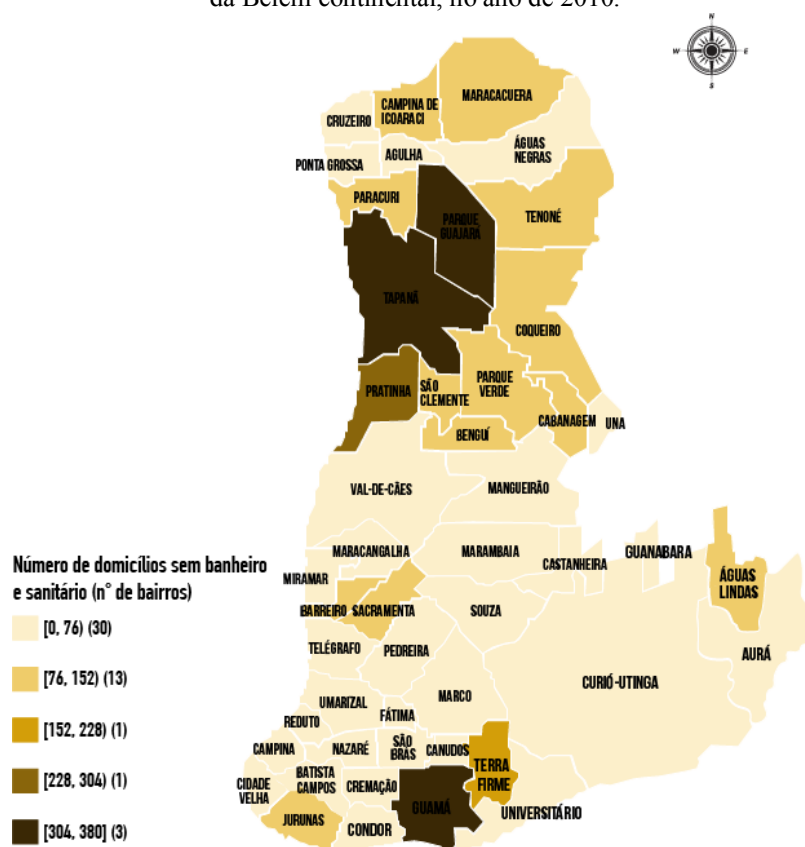 da Belém continental, no ano de 2010.
N
W
E
S
MARACACUERA
CAMPINA DE
ICOARACI
CRUZEIRO
ÁGUAS
NEGRAS
AGULHA
PONTA GROSSA
PARACURI
PARQUE
GUAJARÁ
TENONÉ
TAPANÃ
COQUEIRO
PRATINHA
SÃO
CLEMENTE
PARQUE
VERDE
CABANAGEM
UNA
BENGUÍ
VAL-DE-CÃES
MANGUEIRÃO
MARACANGALHA
MARAMBAIA
CASTANHEIRA
GUANABARA
ÁGUAS
LINDAS
MIRAMAR
BARREIRO
SACRAMENTA
SOUZA
TELÉGRAFO
PEDREIRA
AURÁ
CURIÓ-UTINGA
MARCO
UMARIZAL
FÁTIMA
REDUTO
CAMPINA
NAZARÉ
SÃO
BRÁS
CANUDOS
TERRA
FIRME
CIDADE
VELHA
BATISTA
CAMPOS
CREMAÇÃO
GUAMÁ
UNIVERSITÁRIO
JURUNAS
CONDOR
Número de domicílios sem banheiro
e sanitário (n° de bairros)
[0, 76) (30)
[76, 152) (13)
[152, 228) (1)
[228, 304) (1)
[304, 380] (3)